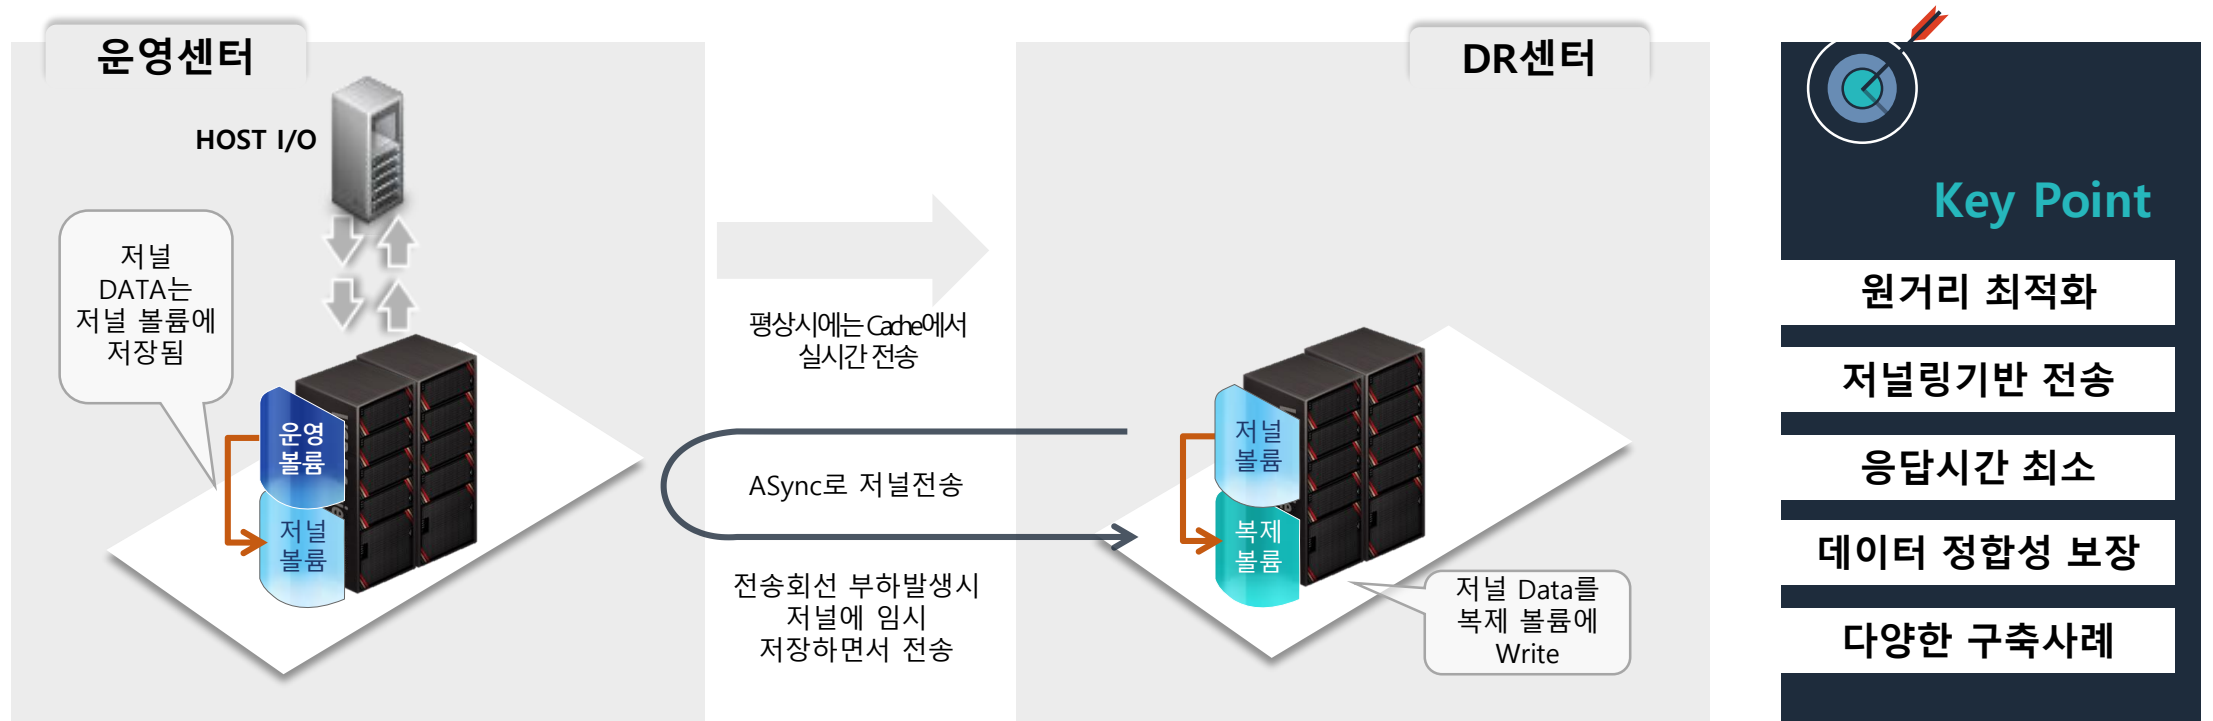 운영센터
HOST I/O
저널
DATA는
저널 볼륨에
저장됨
운영
볼륨
저널
볼륨
평상시에는 Cache에서
실시간 전송
ASync로 저널전송
전송회선 부하발생시
저널에 임시
저장하면서 전송
DR센터
저널
볼륨
복제
볼륨
저널 Data를
복제 볼륨에
Write
Key Point
원거리 최적화
저널링기반 전송
응답시간 최소
데이터 정합성 보장
다양한 구축사례